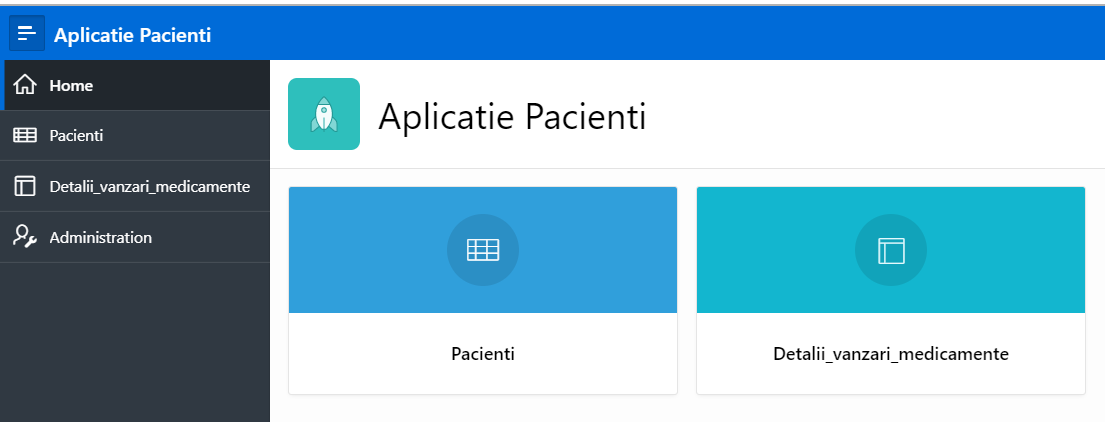 Aplicatie Pacienti
Home
Pacienti
Detalii_vanzari_medicamente
Administration
Aplicatie Pacienti
Pacienti
Detalii_vanzari_medicamente